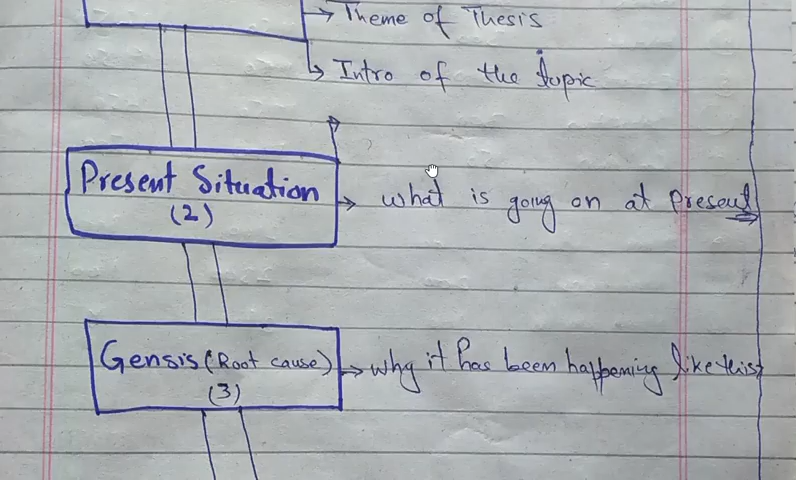 Theme of Thesis
Intro of the topic
Present Situation
(2)
what is going on at present
Gensis (Root cause)
(3)
why it has been happening like this